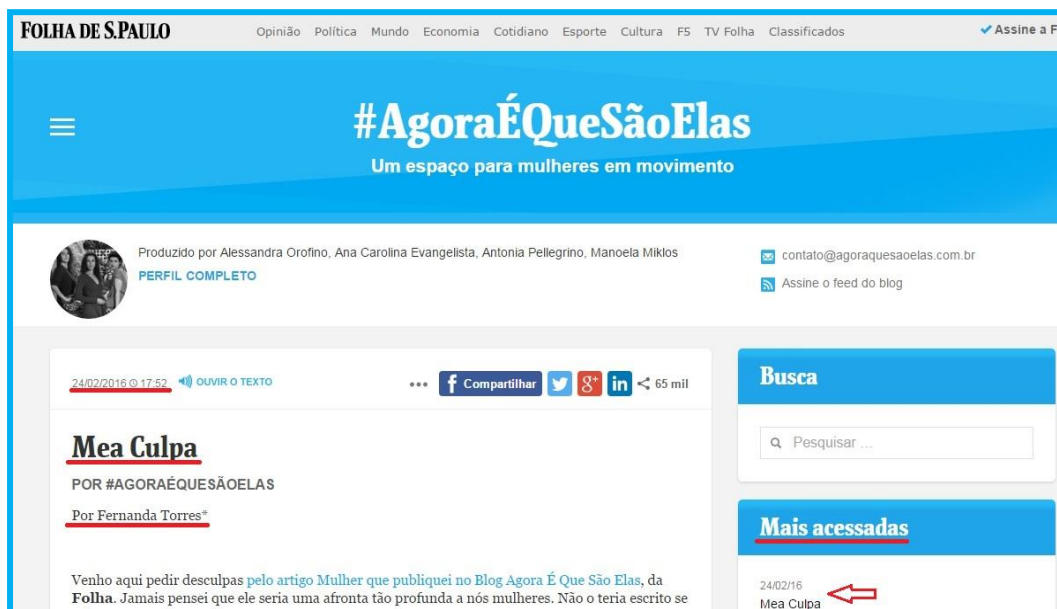 FOLHA DE S.PAULO
Opinião Política Mundo Economia Cotidiano Esporte Cultura F5 TV Folha Classificados
Assine a F
#AgoraÉQueSãoElas
Um espaço para mulheres em movimento
Produzido por Alessandra Orofino, Ana Carolina Evangelista, Antonia Pellegrino, Manoela Miklos
PERFIL COMPLETO
contato@agoraquesaoelas.com.br
Assine o feed do blog
24/02/2016 17:52 OUVIR O TEXTO
f Compartilhar g+ in 65 mil
Mea Culpa
POR #AGORAÉQUESÃOELAS
Por Fernanda Torres*
Venho aqui pedir desculpas pelo artigo Mulher que publiquei no Blog Agora É Que São Elas, da
Folha. Jamais pensei que ele seria uma afronta tão profunda a nós mulheres. Não o teria escrito se
Busca
Pesquisar ...
Mais acessadas
24/02/16
Mea Culpa